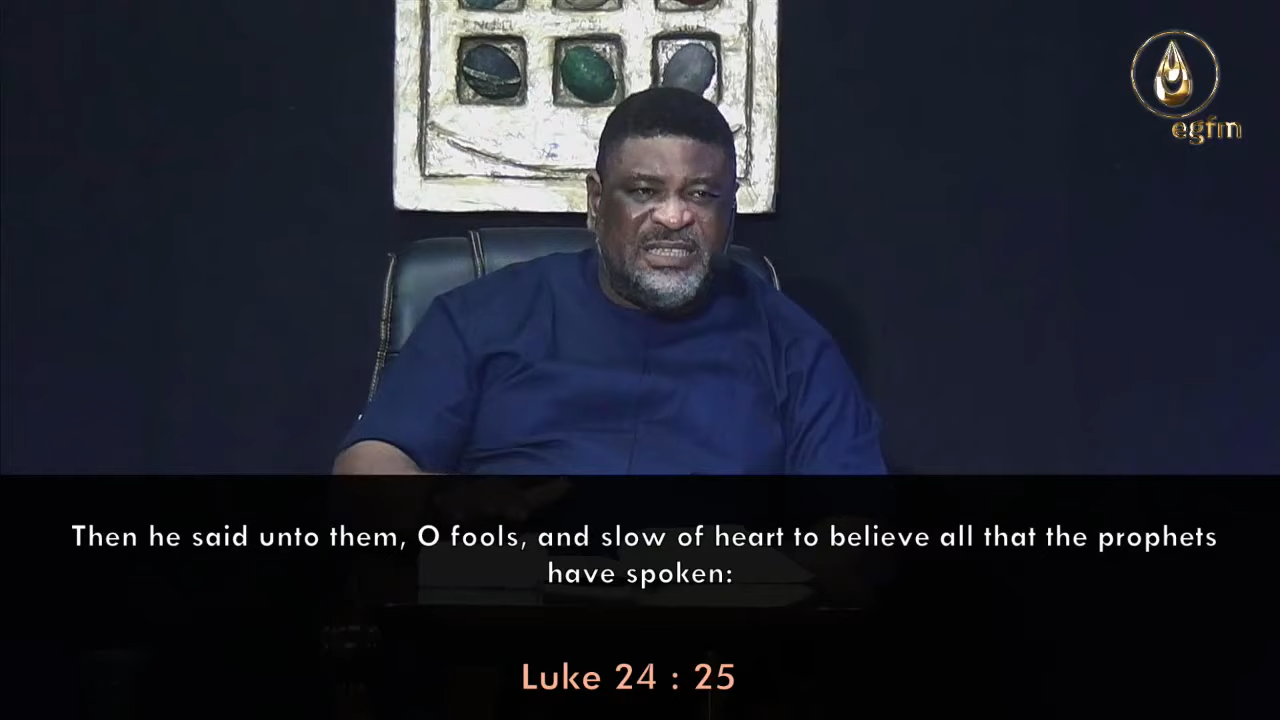 egfm
Then he said unto them, O fools, and slow of heart to believe all that the prophets
have spoken:
Luke 24 : 25